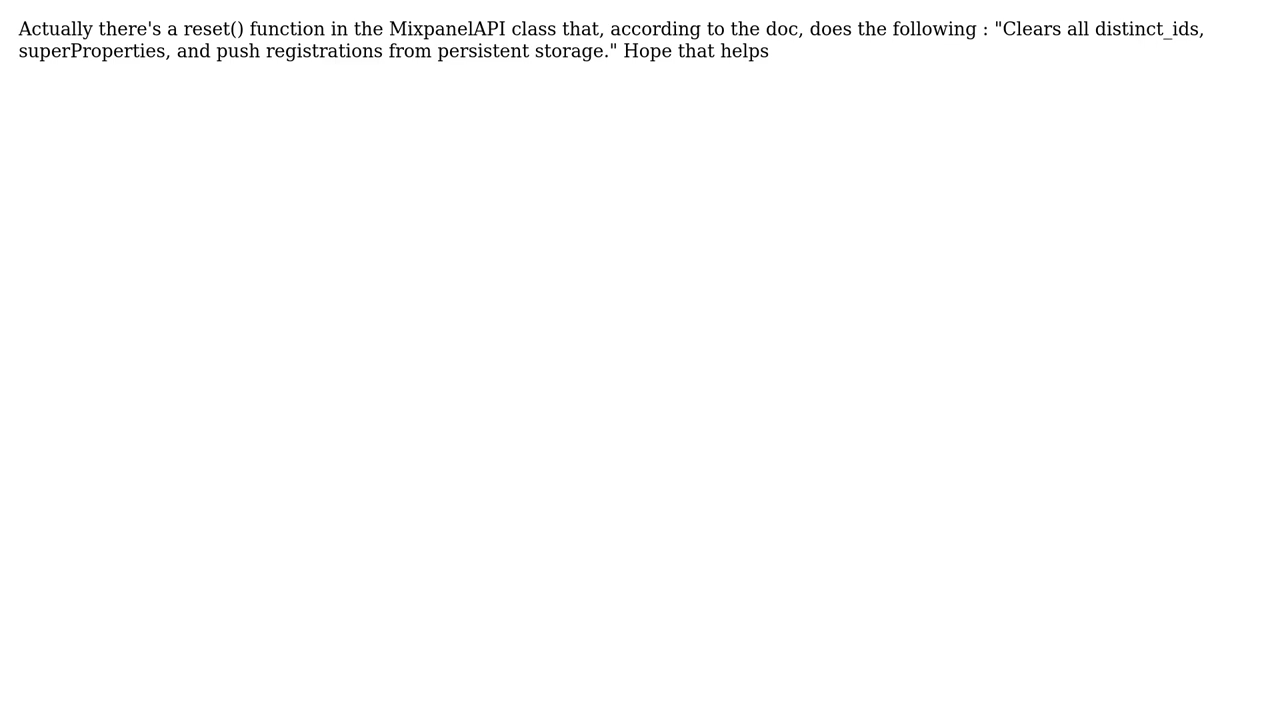 Actually there's a reset() function in the MixpanelAPI class that, according to the doc, does the following : "Clears all distinct_ids,
superProperties, and push registrations from persistent storage." Hope that helps